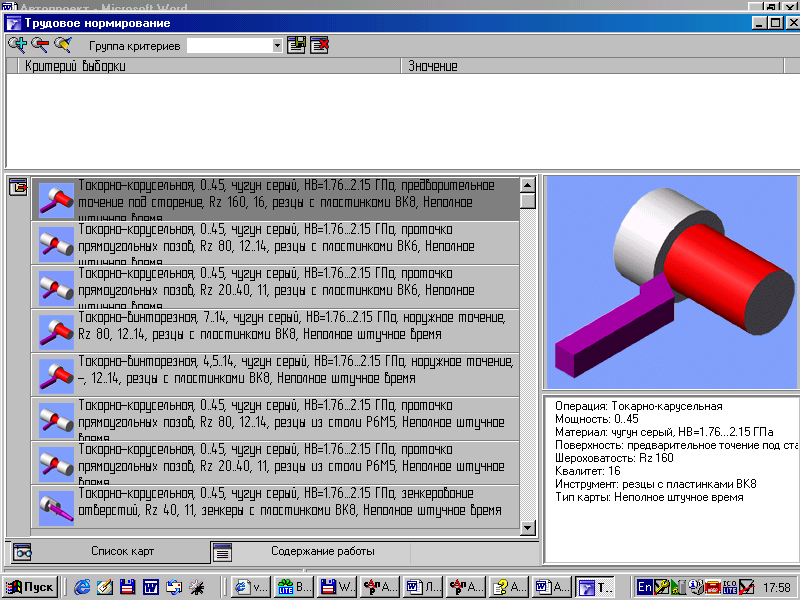 Автопроект - Microsoft Word
Трудовое нормирование
Группа критериев
Критерий выборки Значение
Токарно-карусельная, 0..45, чугун серый, HB=1.76...2.15 ГПа, предворительное
точение под сторение, Rz 160, 16, резцы с пластинками ВК8, Неполное
штучное время
Токарно-карусельная, 0..45, чугун серый, HB=1.76...2.15 ГПа, проточка
прямоугольных позов, Rz 80, 12..14, резцы с пластинками ВК6, Неполное
штучное время
Токарно-карусельная, 0..45, чугун серый, HB=1.76...2.15 ГПа, проточка
прямоугольных позов, Rz 20..40, 11, резцы с пластинками ВК6, Неполное
штучное время
Токарно-винторезная, 7..14, чугун серый, HB=1.76...2.15 ГПа, наружное точение,
Rz 80, 12..14, резцы с пластинками ВК8, Неполное штучное время
Токарно-винторезная, 4,5..14, чугун серый, HB=1.76...2.15 ГПа, наружное точение,
-, 12..14, резцы с пластинками ВК8, Неполное штучное время
Токарно-карусельная, 0..45, чугун серый, HB=1.76...2.15 ГПа, проточка
прямоугольных позов, Rz 80, 12..14, резцы из стали Р6М5, Неполное штучное
время
Токарно-карусельная, 0..45, чугун серый, HB=1.76...2.15 ГПа, проточка
прямоугольных позов, Rz 20..40, 11, резцы из стали Р6М5, Неполное штучное
время
Токарно-карусельная, 0..45, чугун серый, HB=1.76...2.15 ГПа, зенкерование
отверстий, Rz 40, 11, зенкеры с пластинками ВК8, Неполное штучное время
Операция: Токарно-карусельная
Мощность: 0..45
Материал: чугун серый, HB=1.76...2.15 ГПа
Поверхность: предварительное точение под ста
Шероховатость: Rz 160
Квалитет: 16
Инструмент: резцы с пластинками ВК8
Тип карты: Неполное штучное время
Список карт Содержание работы
Пуск v... B... W... A... Л... A... A... A... Т... En 17:58